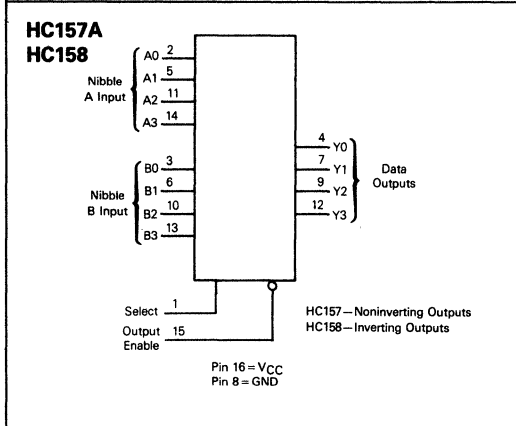 HC157A
HC158
Nibble
A Input
A0 2
A1 5
A2 11
A3 14
Nibble
B Input
B0 3
B1 6
B2 10
B3 13
4 Y0
7 Y1
9 Y2
12 Y3
Data
Outputs
Select 1
Output
Enable 15
HC157—Noninverting Outputs
HC158—Inverting Outputs
Pin 16 = VCC
Pin 8 = GND